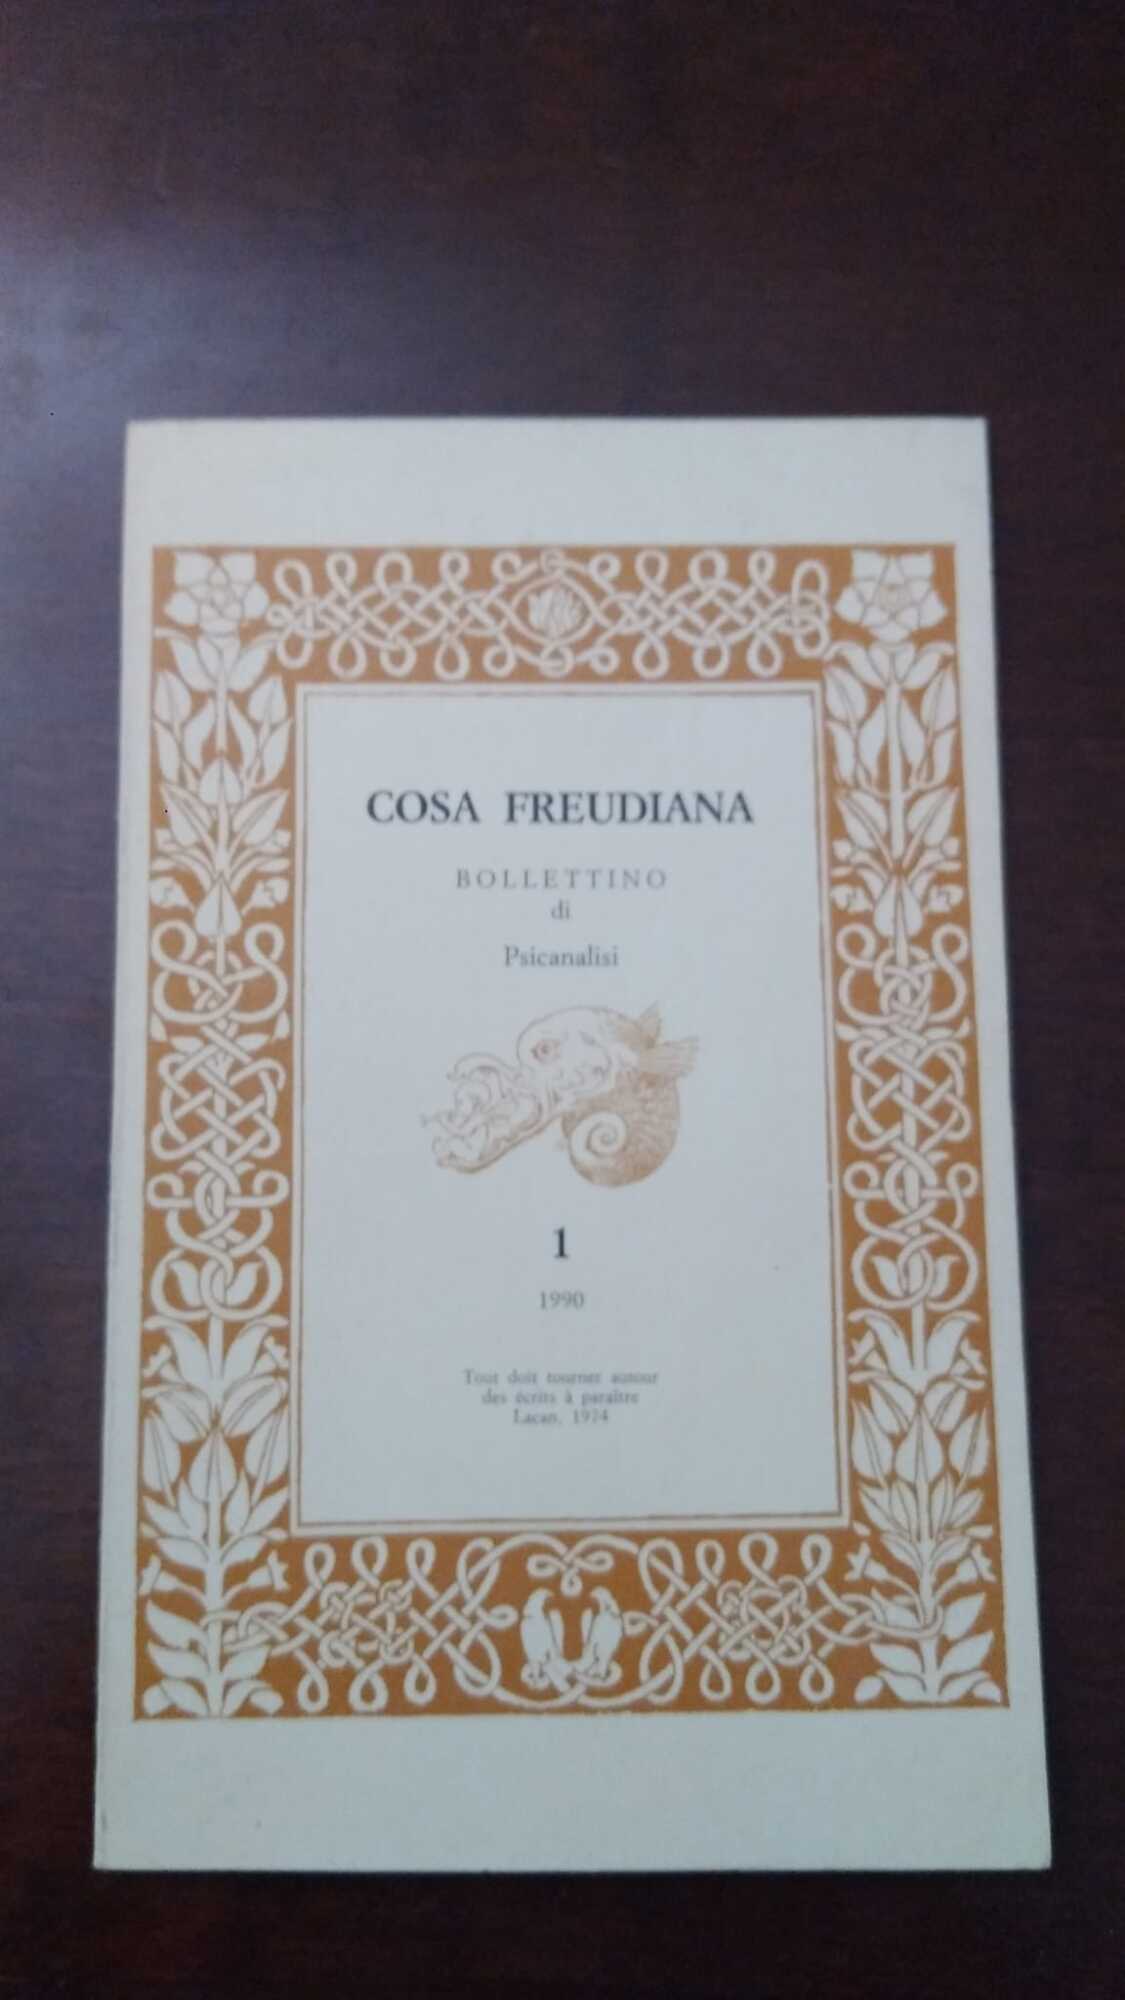 COSA FREUDIANA
BOLLETTINO
di
Psicanalisi
1
1990
Tout doit tourner autour
des écrits à paraître
Lacan, 1974